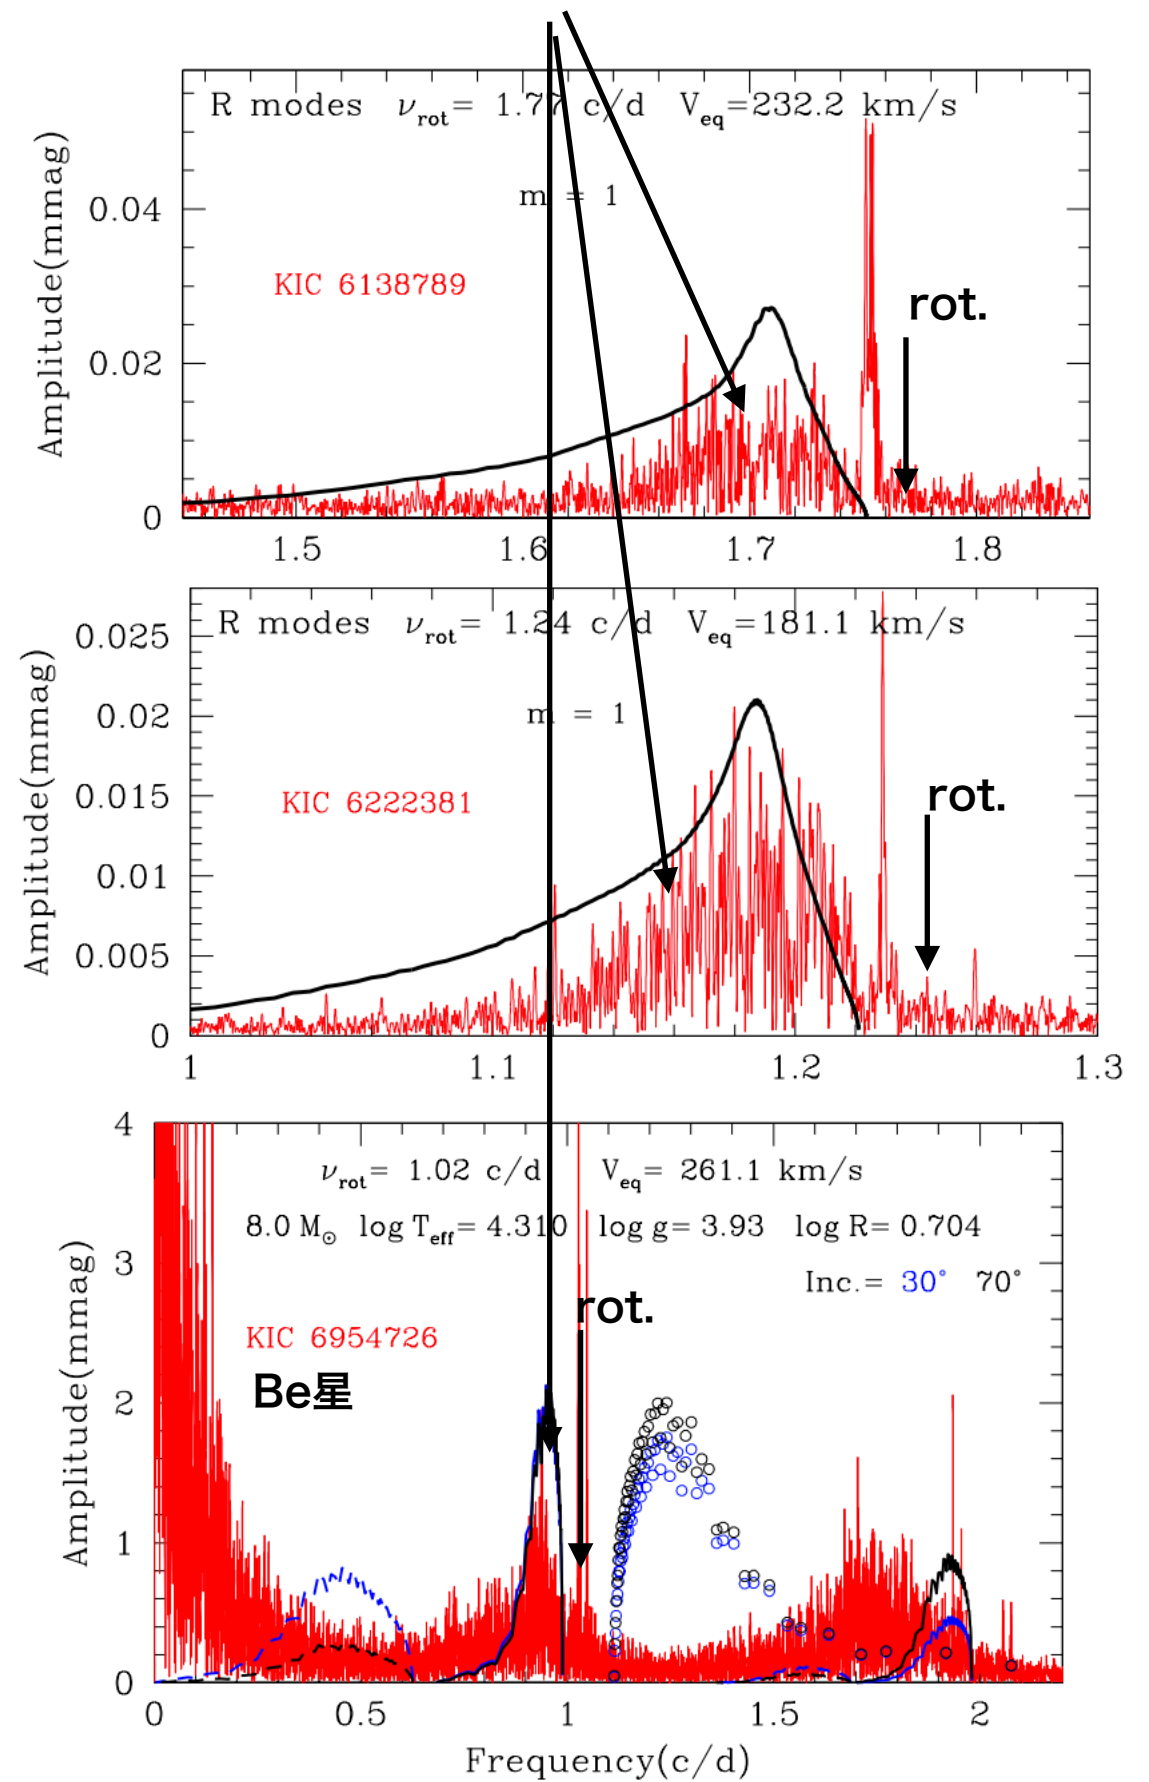 R modes ν_rot= 1.77 c/d V_eq=232.2 km/s
m = 1
KIC 6138789
rot.
Amplitude(mmag)
0.04
0.02
0
1.5 1.6 1.7 1.8
R modes ν_rot= 1.24 c/d V_eq=181.1 km/s
m = 1
KIC 6222381
rot.
Amplitude(mmag)
0.025
0.02
0.015
0.01
0.005
0
1 1.1 1.2 1.3
ν_rot= 1.02 c/d V_eq= 261.1 km/s
8.0 M☉ log T_eff= 4.310 log g= 3.93 log R= 0.704
Inc.= 30° 70°
rot.
KIC 6954726
Be星
Amplitude(mmag)
4
3
2
1
0
0 0.5 1 1.5 2
Frequency(c/d)